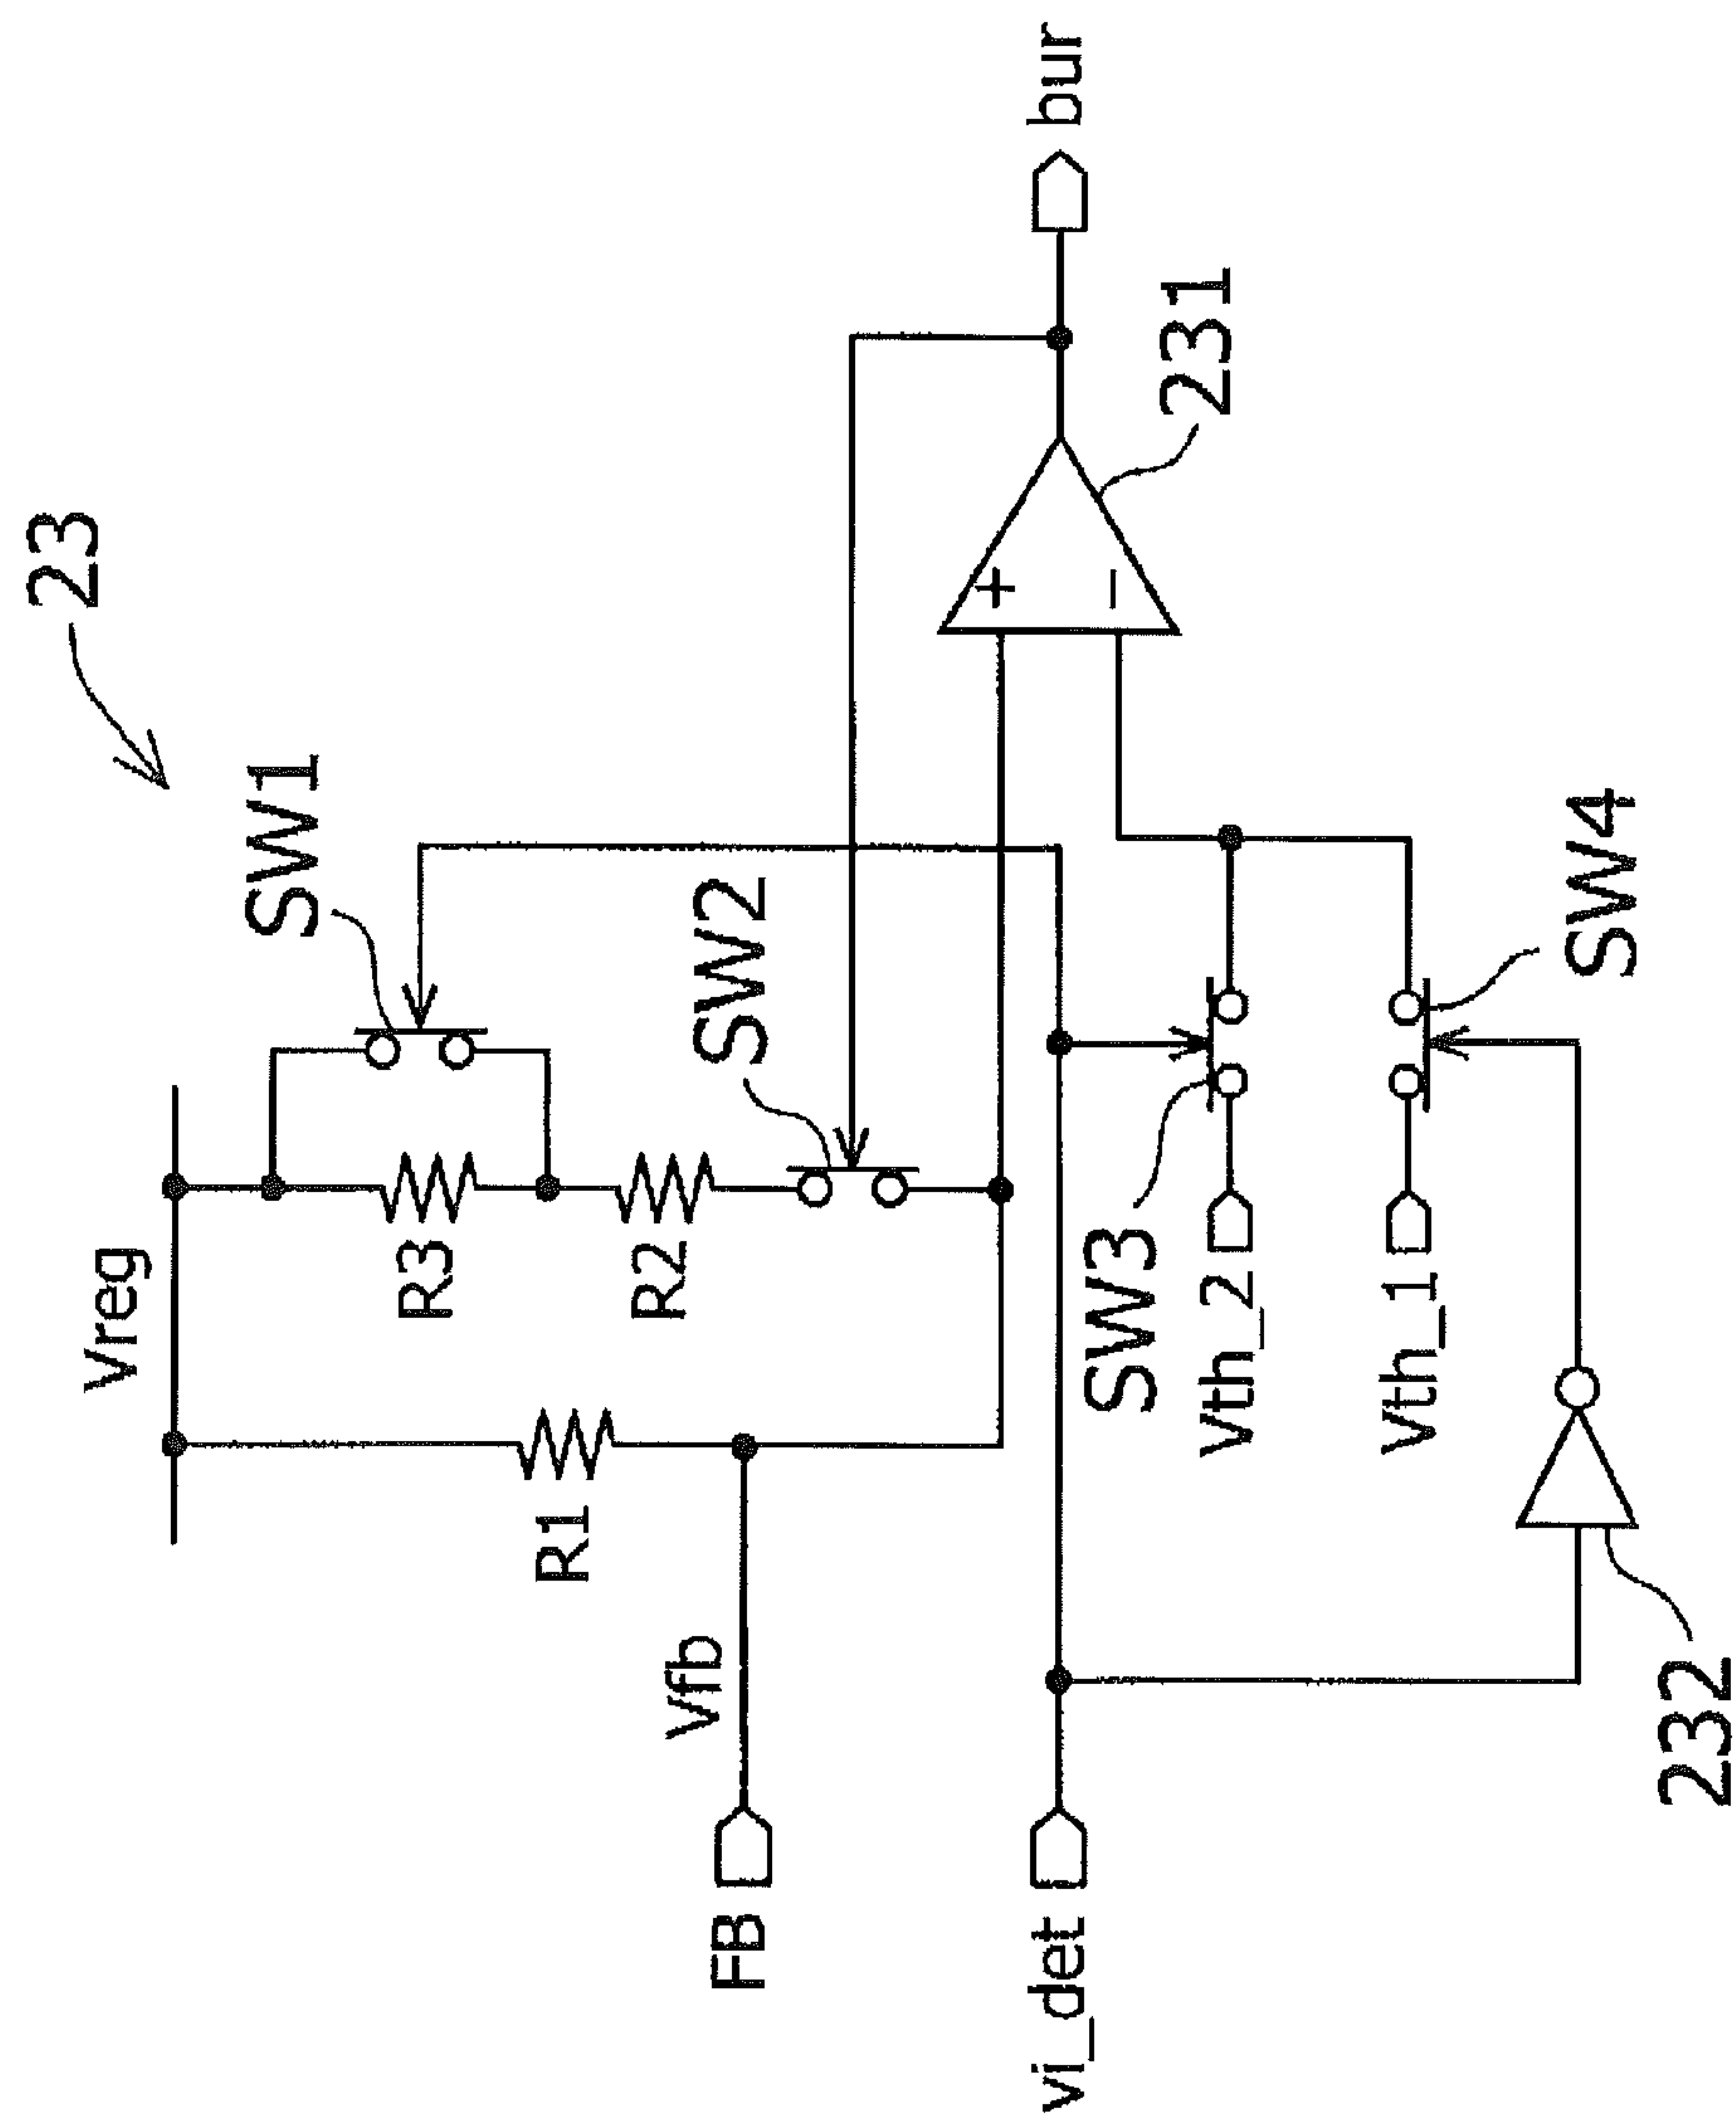 23
Vreg
SW1
R3
R1
R2
SW2
Vfb
FB
+
−
bur
231
vi_det
SW3
Vth_2
Vth_1
SW4
232